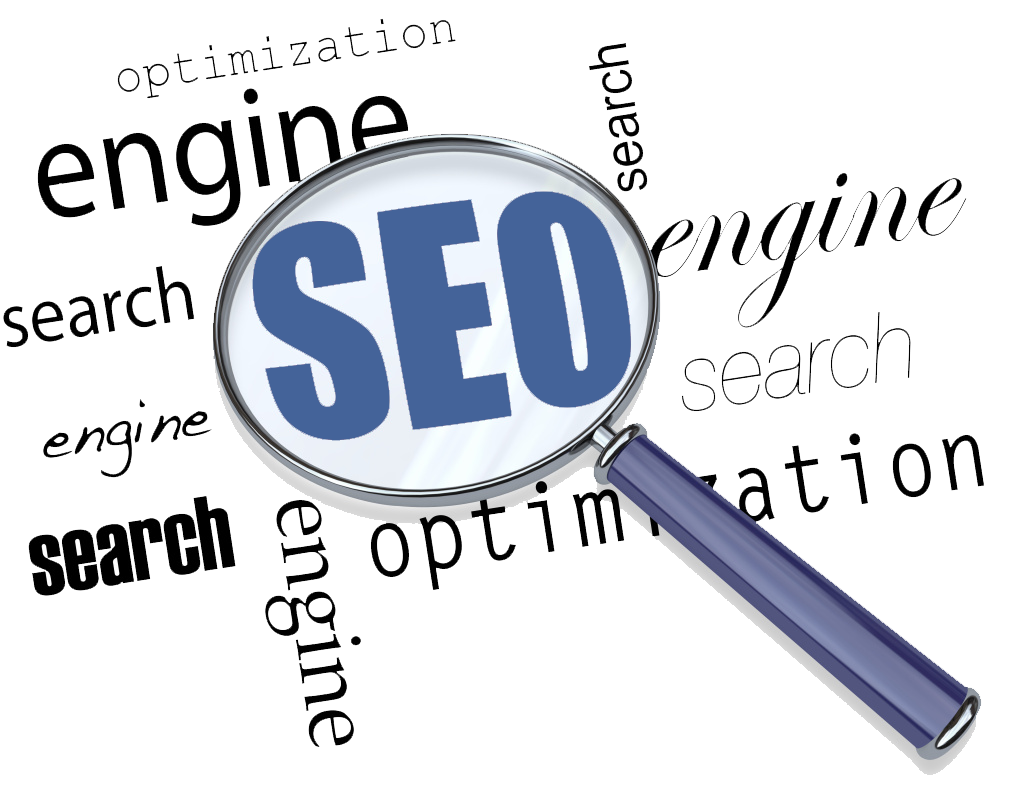 optimization
engine
search
SEO
engine
search
search
engine
optimization
search
engine